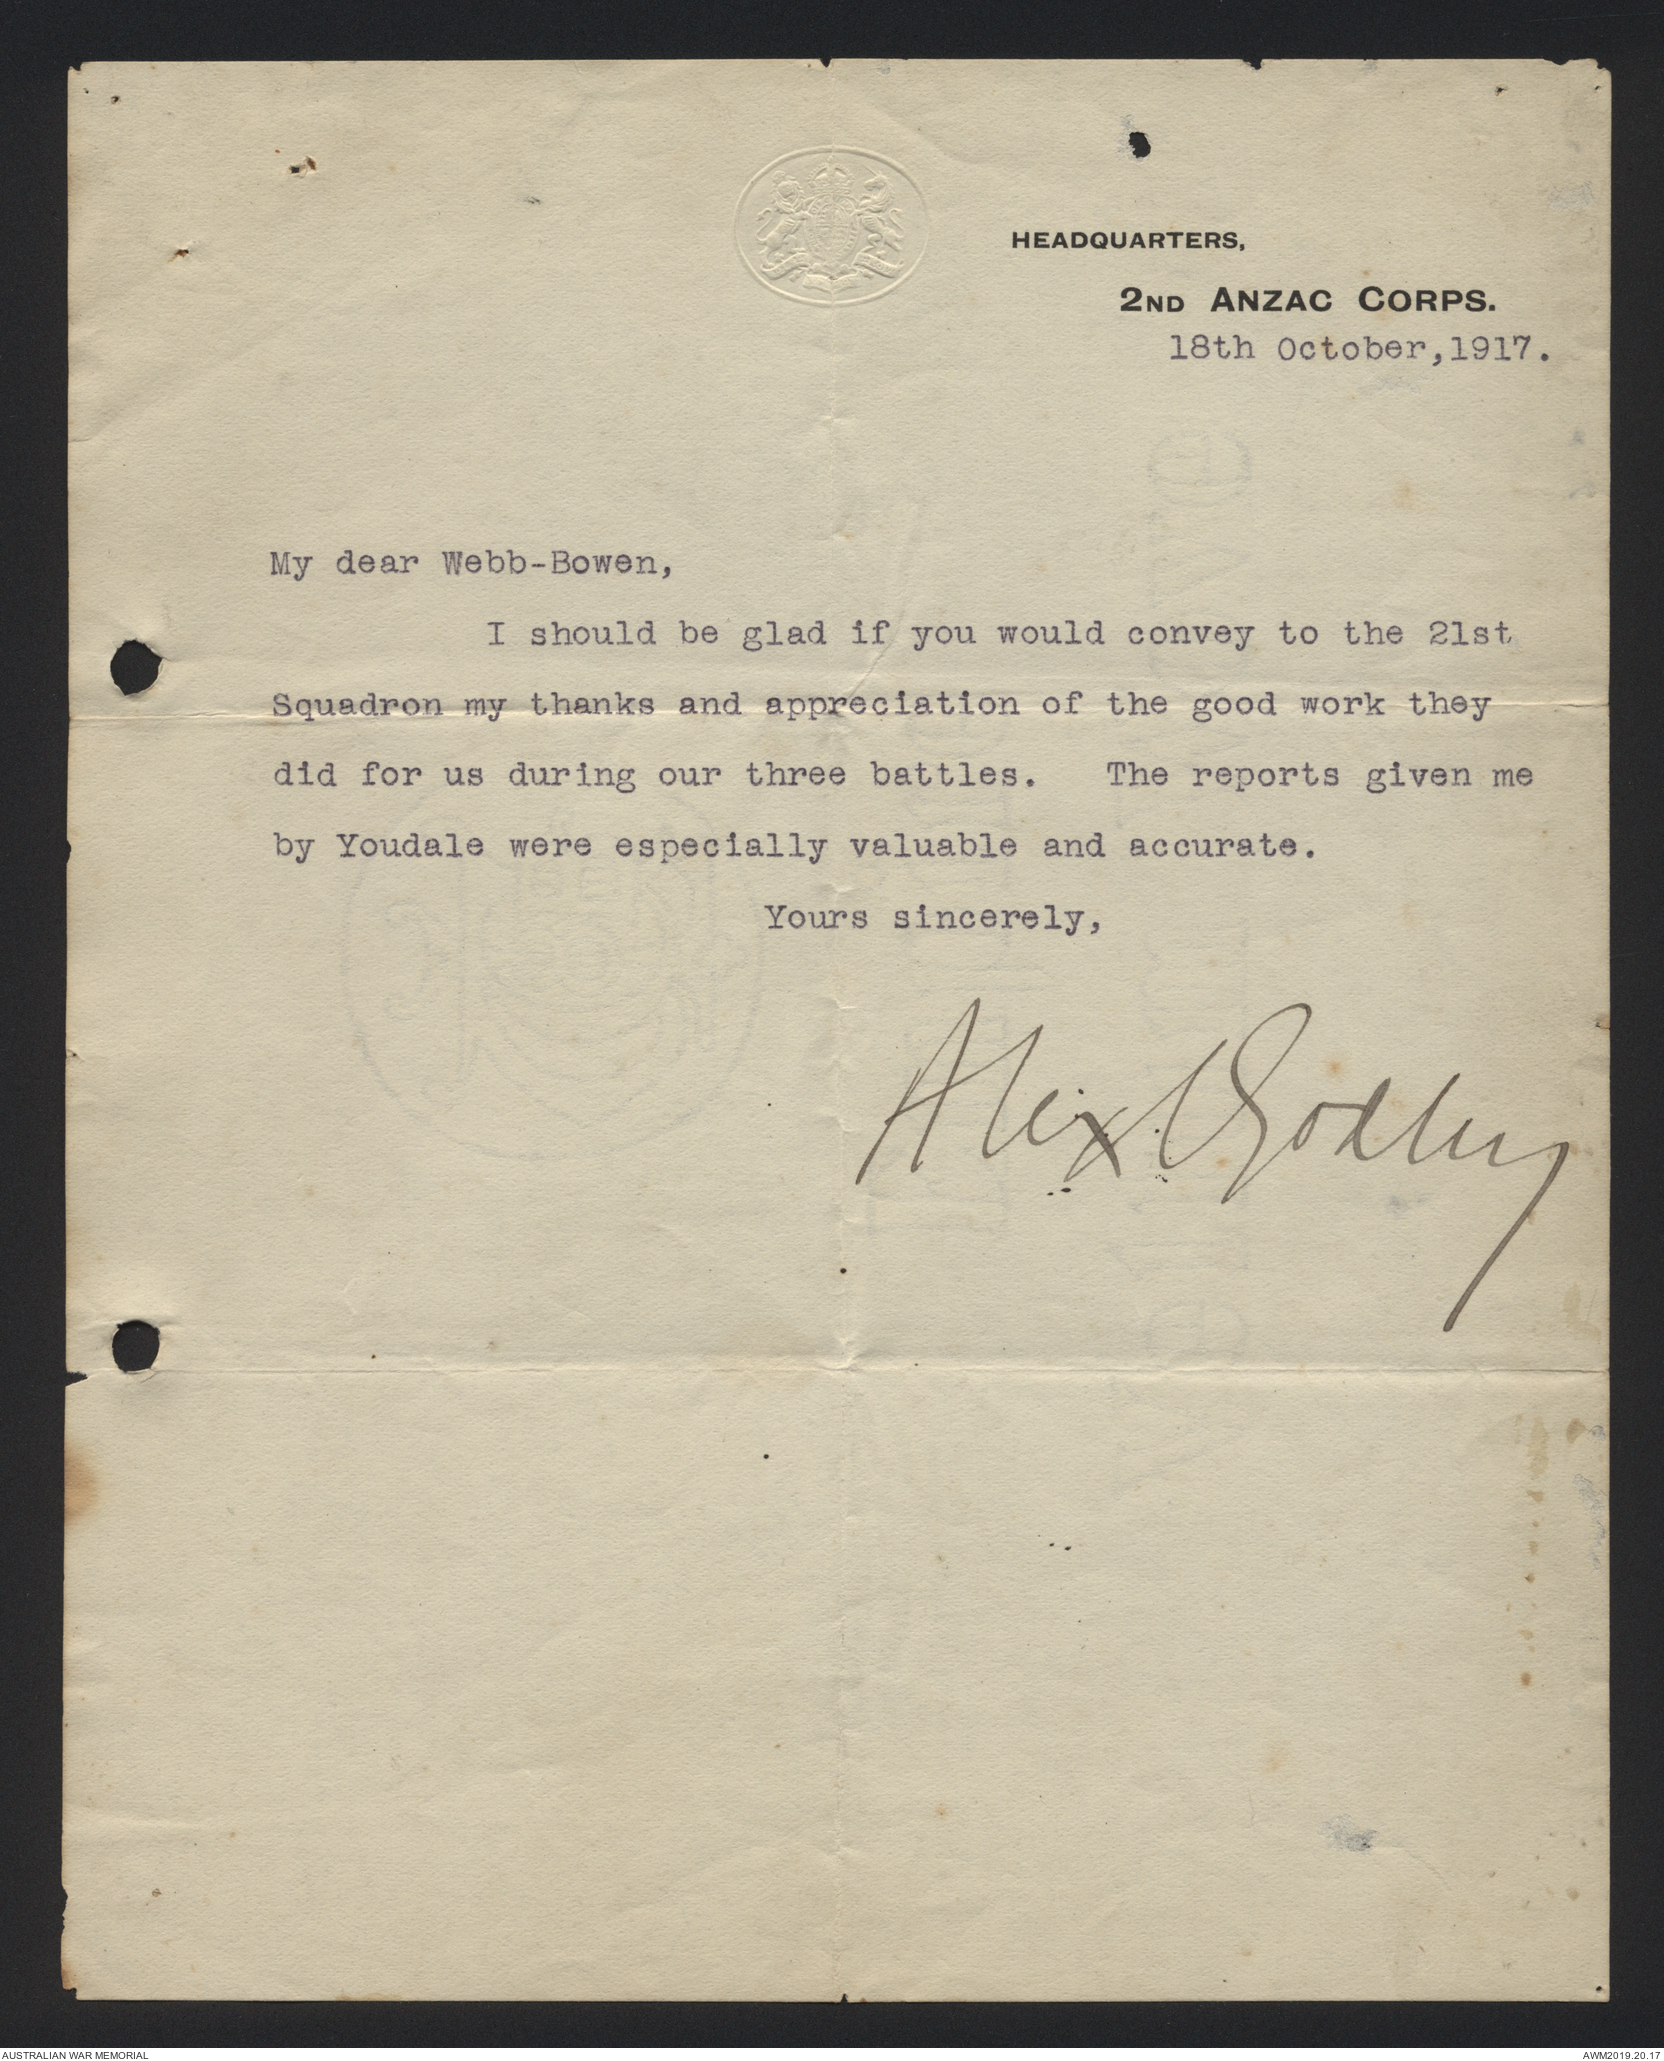 HEADQUARTERS,
2ND ANZAC CORPS.
18th October,1917.
My dear Webb-Bowen,
I should be glad if you would convey to the 21st
Squadron my thanks and appreciation of the good work they
did for us during our three battles.   The reports given me
by Youdale were especially valuable and accurate.
Yours sincerely,
Alex Godley
AUSTRALIAN WAR MEMORIAL
AWM2019.20.17